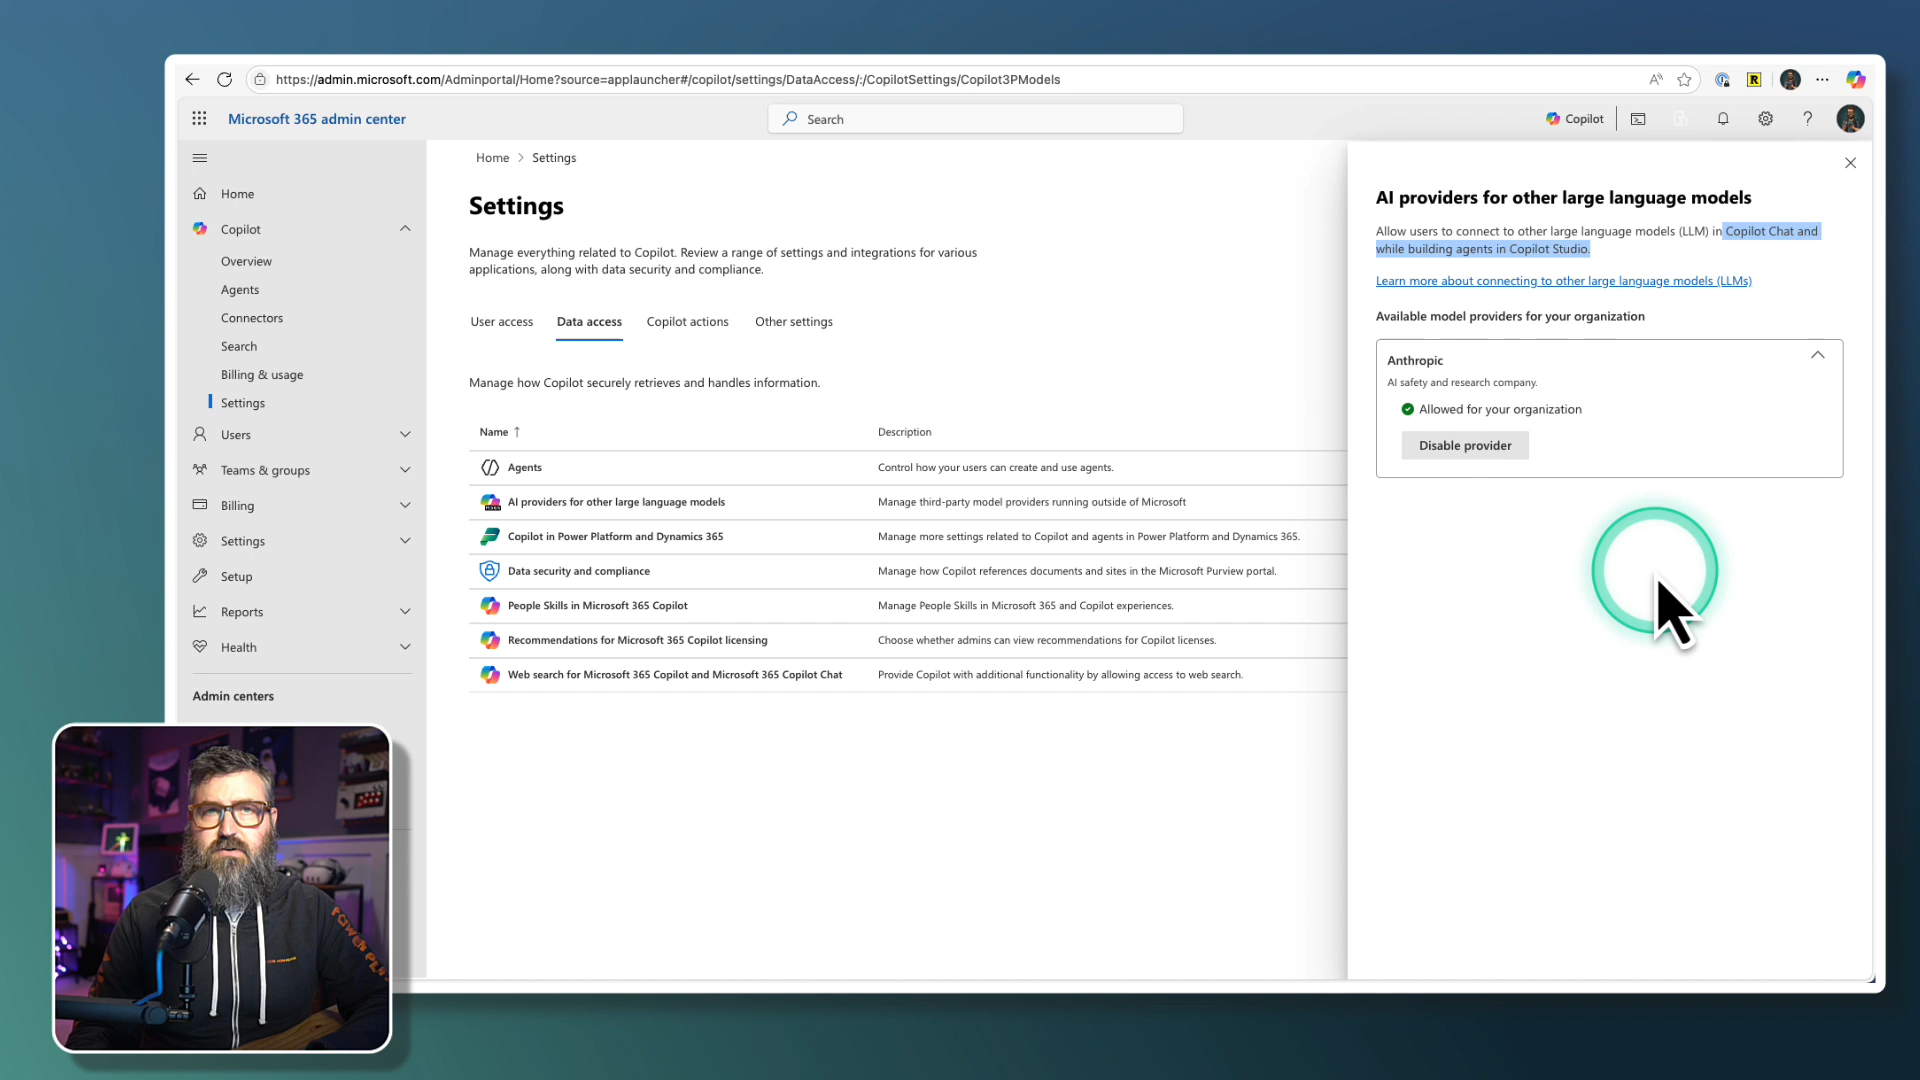 https://admin.microsoft.com/Adminportal/Home?source=applauncher#/copilot/settings/DataAccess/:/CopilotSettings/Copilot3PModels
Microsoft 365 admin center
Search
Copilot
Home
Copilot
Overview
Agents
Connectors
Search
Billing & usage
Settings
Users
Teams & groups
Billing
Settings
Setup
Reports
Health
Admin centers
Home > Settings
Settings
Manage everything related to Copilot. Review a range of settings and integrations for various
applications, along with data security and compliance.
User access Data access Copilot actions Other settings
Manage how Copilot securely retrieves and handles information.
Name ↑ Description
Agents Control how your users can create and use agents.
AI providers for other large language models Manage third-party model providers running outside of Microsoft
Copilot in Power Platform and Dynamics 365 Manage more settings related to Copilot and agents in Power Platform and Dynamics 365.
Data security and compliance Manage how Copilot references documents and sites in the Microsoft Purview portal.
People Skills in Microsoft 365 Copilot Manage People Skills in Microsoft 365 and Copilot experiences.
Recommendations for Microsoft 365 Copilot licensing Choose whether admins can view recommendations for Copilot licenses.
Web search for Microsoft 365 Copilot and Microsoft 365 Copilot Chat Provide Copilot with additional functionality by allowing access to web search.
AI providers for other large language models
Allow users to connect to other large language models (LLM) in Copilot Chat and
while building agents in Copilot Studio.
Learn more about connecting to other large language models (LLMs)
Available model providers for your organization
Anthropic
AI safety and research company.
Allowed for your organization
Disable provider